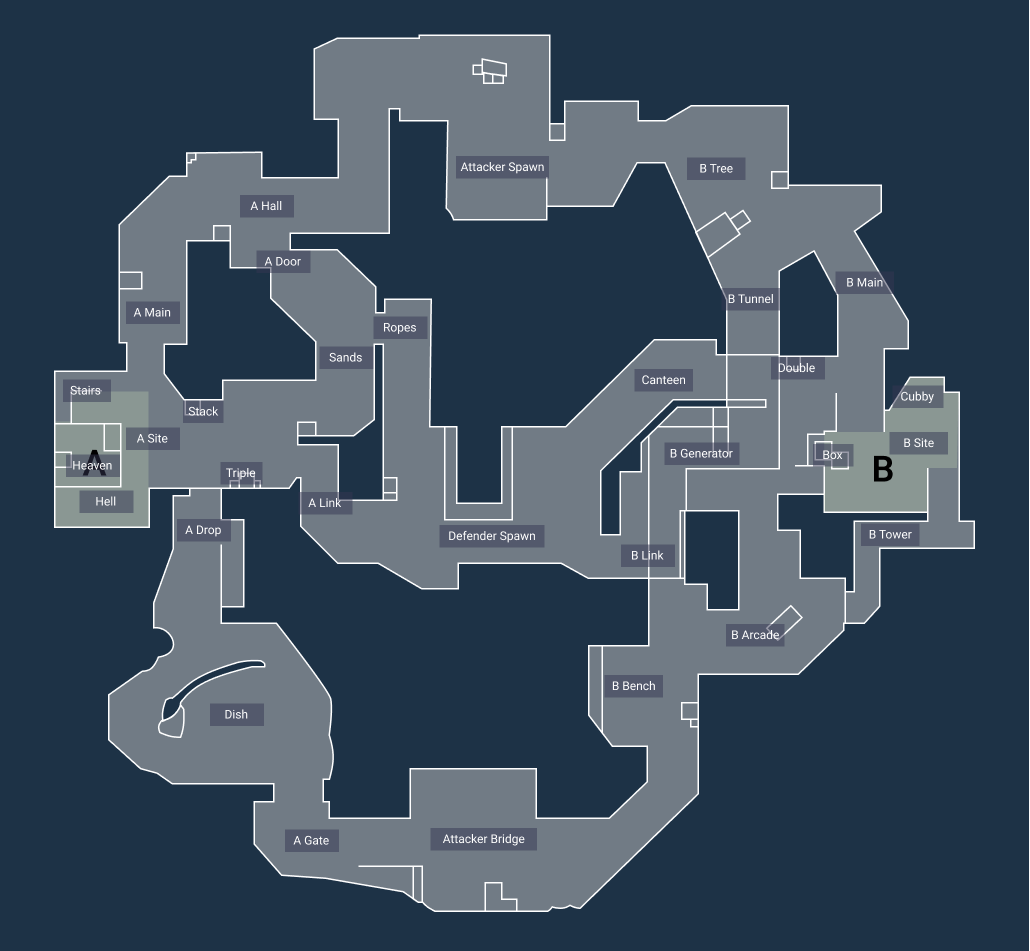 Attacker Spawn
B Tree
A Hall
A Door
B Main
B Tunnel
A Main
Ropes
Sands
Double
Canteen
Stairs
Cubby
Stack
A Site
B Site
B Generator
Box
Heaven
A
B
Triple
Hell
A Link
A Drop
Defender Spawn
B Tower
B Link
B Arcade
B Bench
Dish
A Gate
Attacker Bridge